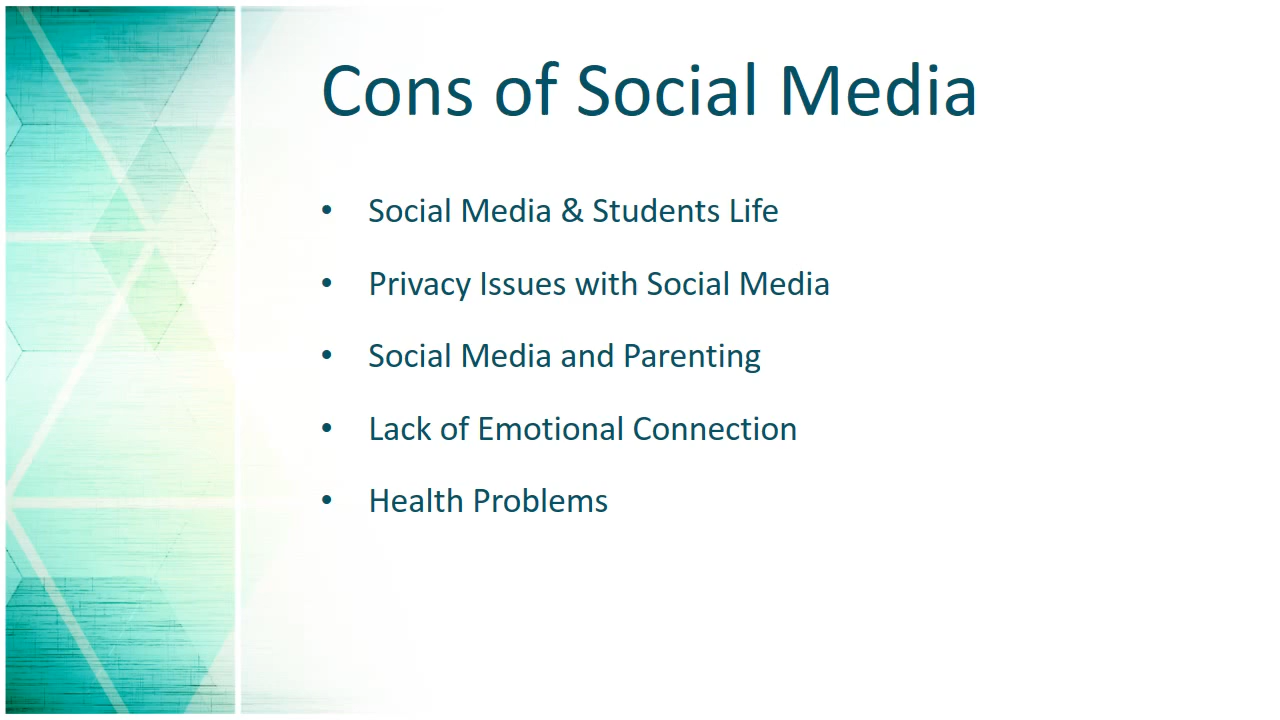 Cons of Social Media
• Social Media & Students Life
• Privacy Issues with Social Media
• Social Media and Parenting
• Lack of Emotional Connection
• Health Problems